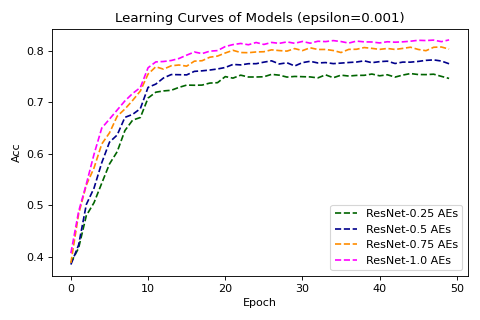 Learning Curves of Models (epsilon=0.001)
Acc
0.8
0.7
0.6
0.5
0.4
ResNet-0.25 AEs
ResNet-0.5 AEs
ResNet-0.75 AEs
ResNet-1.0 AEs
0 10 20 30 40 50
Epoch